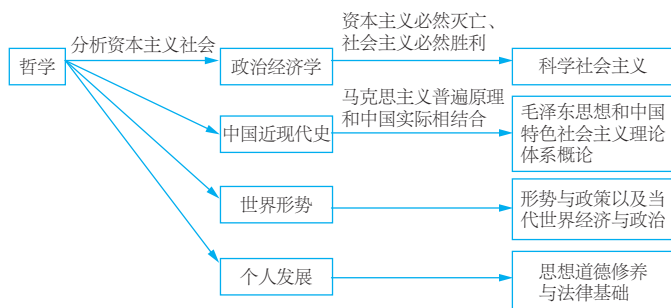 资本主义必然灭亡、
分析资本主义社会
社会主义必然胜利
哲学
政治经济学
科学社会主义
马克思主义普遍原理
和中国实际相结合
中国近现代史
毛泽东思想和中国
特色社会主义理论
体系概论
世界形势
形势与政策以及当
代世界经济与政治
个人发展
思想道德修养
与法律基础